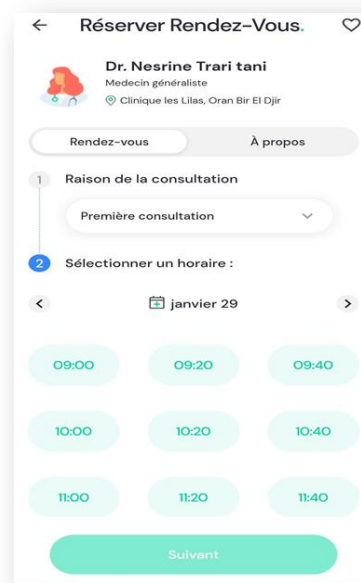 Réserver Rendez-Vous.
Dr. Nesrine Trari tani
Medecin généraliste
Clinique les Lilas, Oran Bir El Djir
Rendez-vous À propos
1 Raison de la consultation
Première consultation
2 Sélectionner un horaire :
janvier 29
09:00 09:20 09:40
10:00 10:20 10:40
11:00 11:20 11:40
Suivant